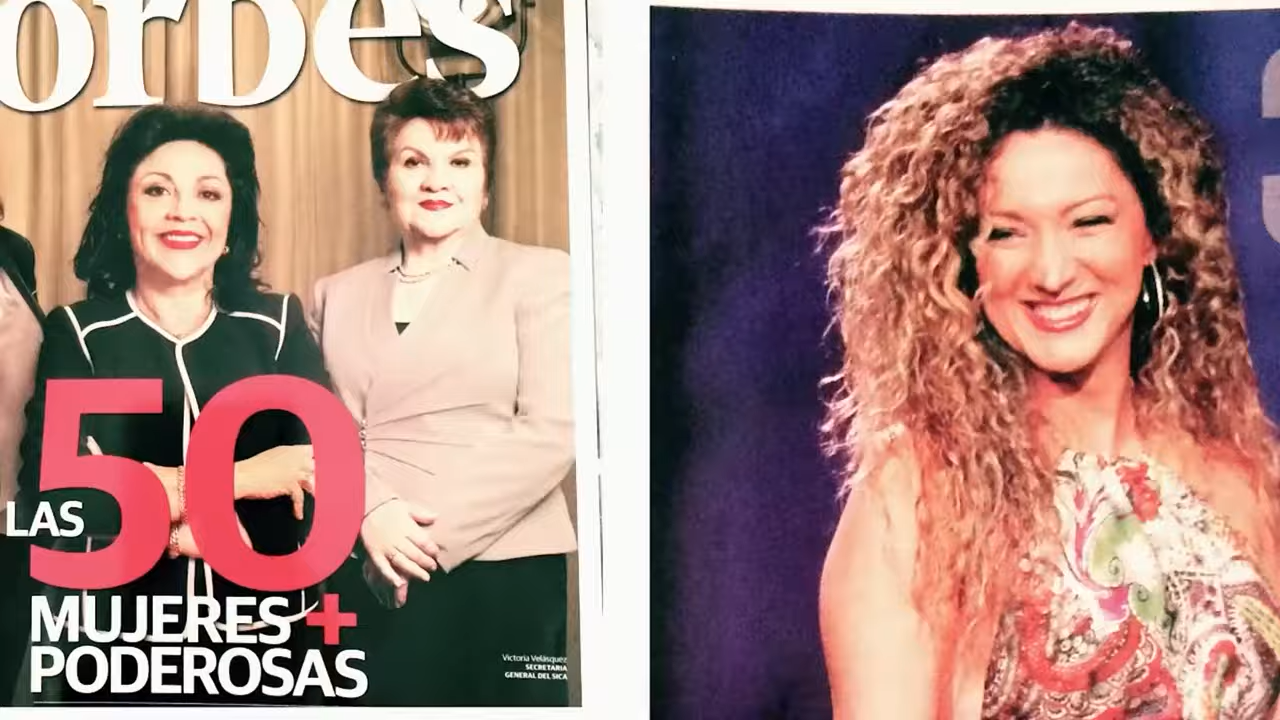 orbes
LAS
50
MUJERES +
PODEROSAS
Victoria Velásquez
SECRETARIA
GENERAL DEL SICA